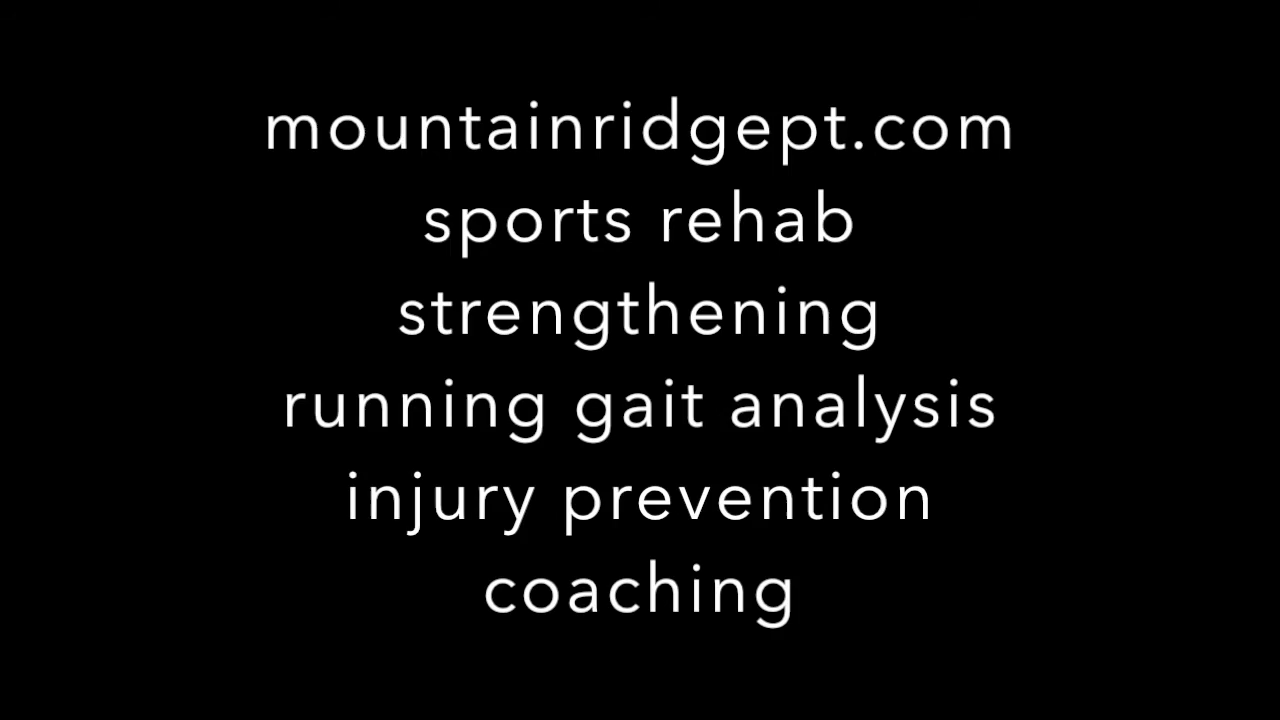 mountainridgept.com
sports rehab
strengthening
running gait analysis
injury prevention
coaching